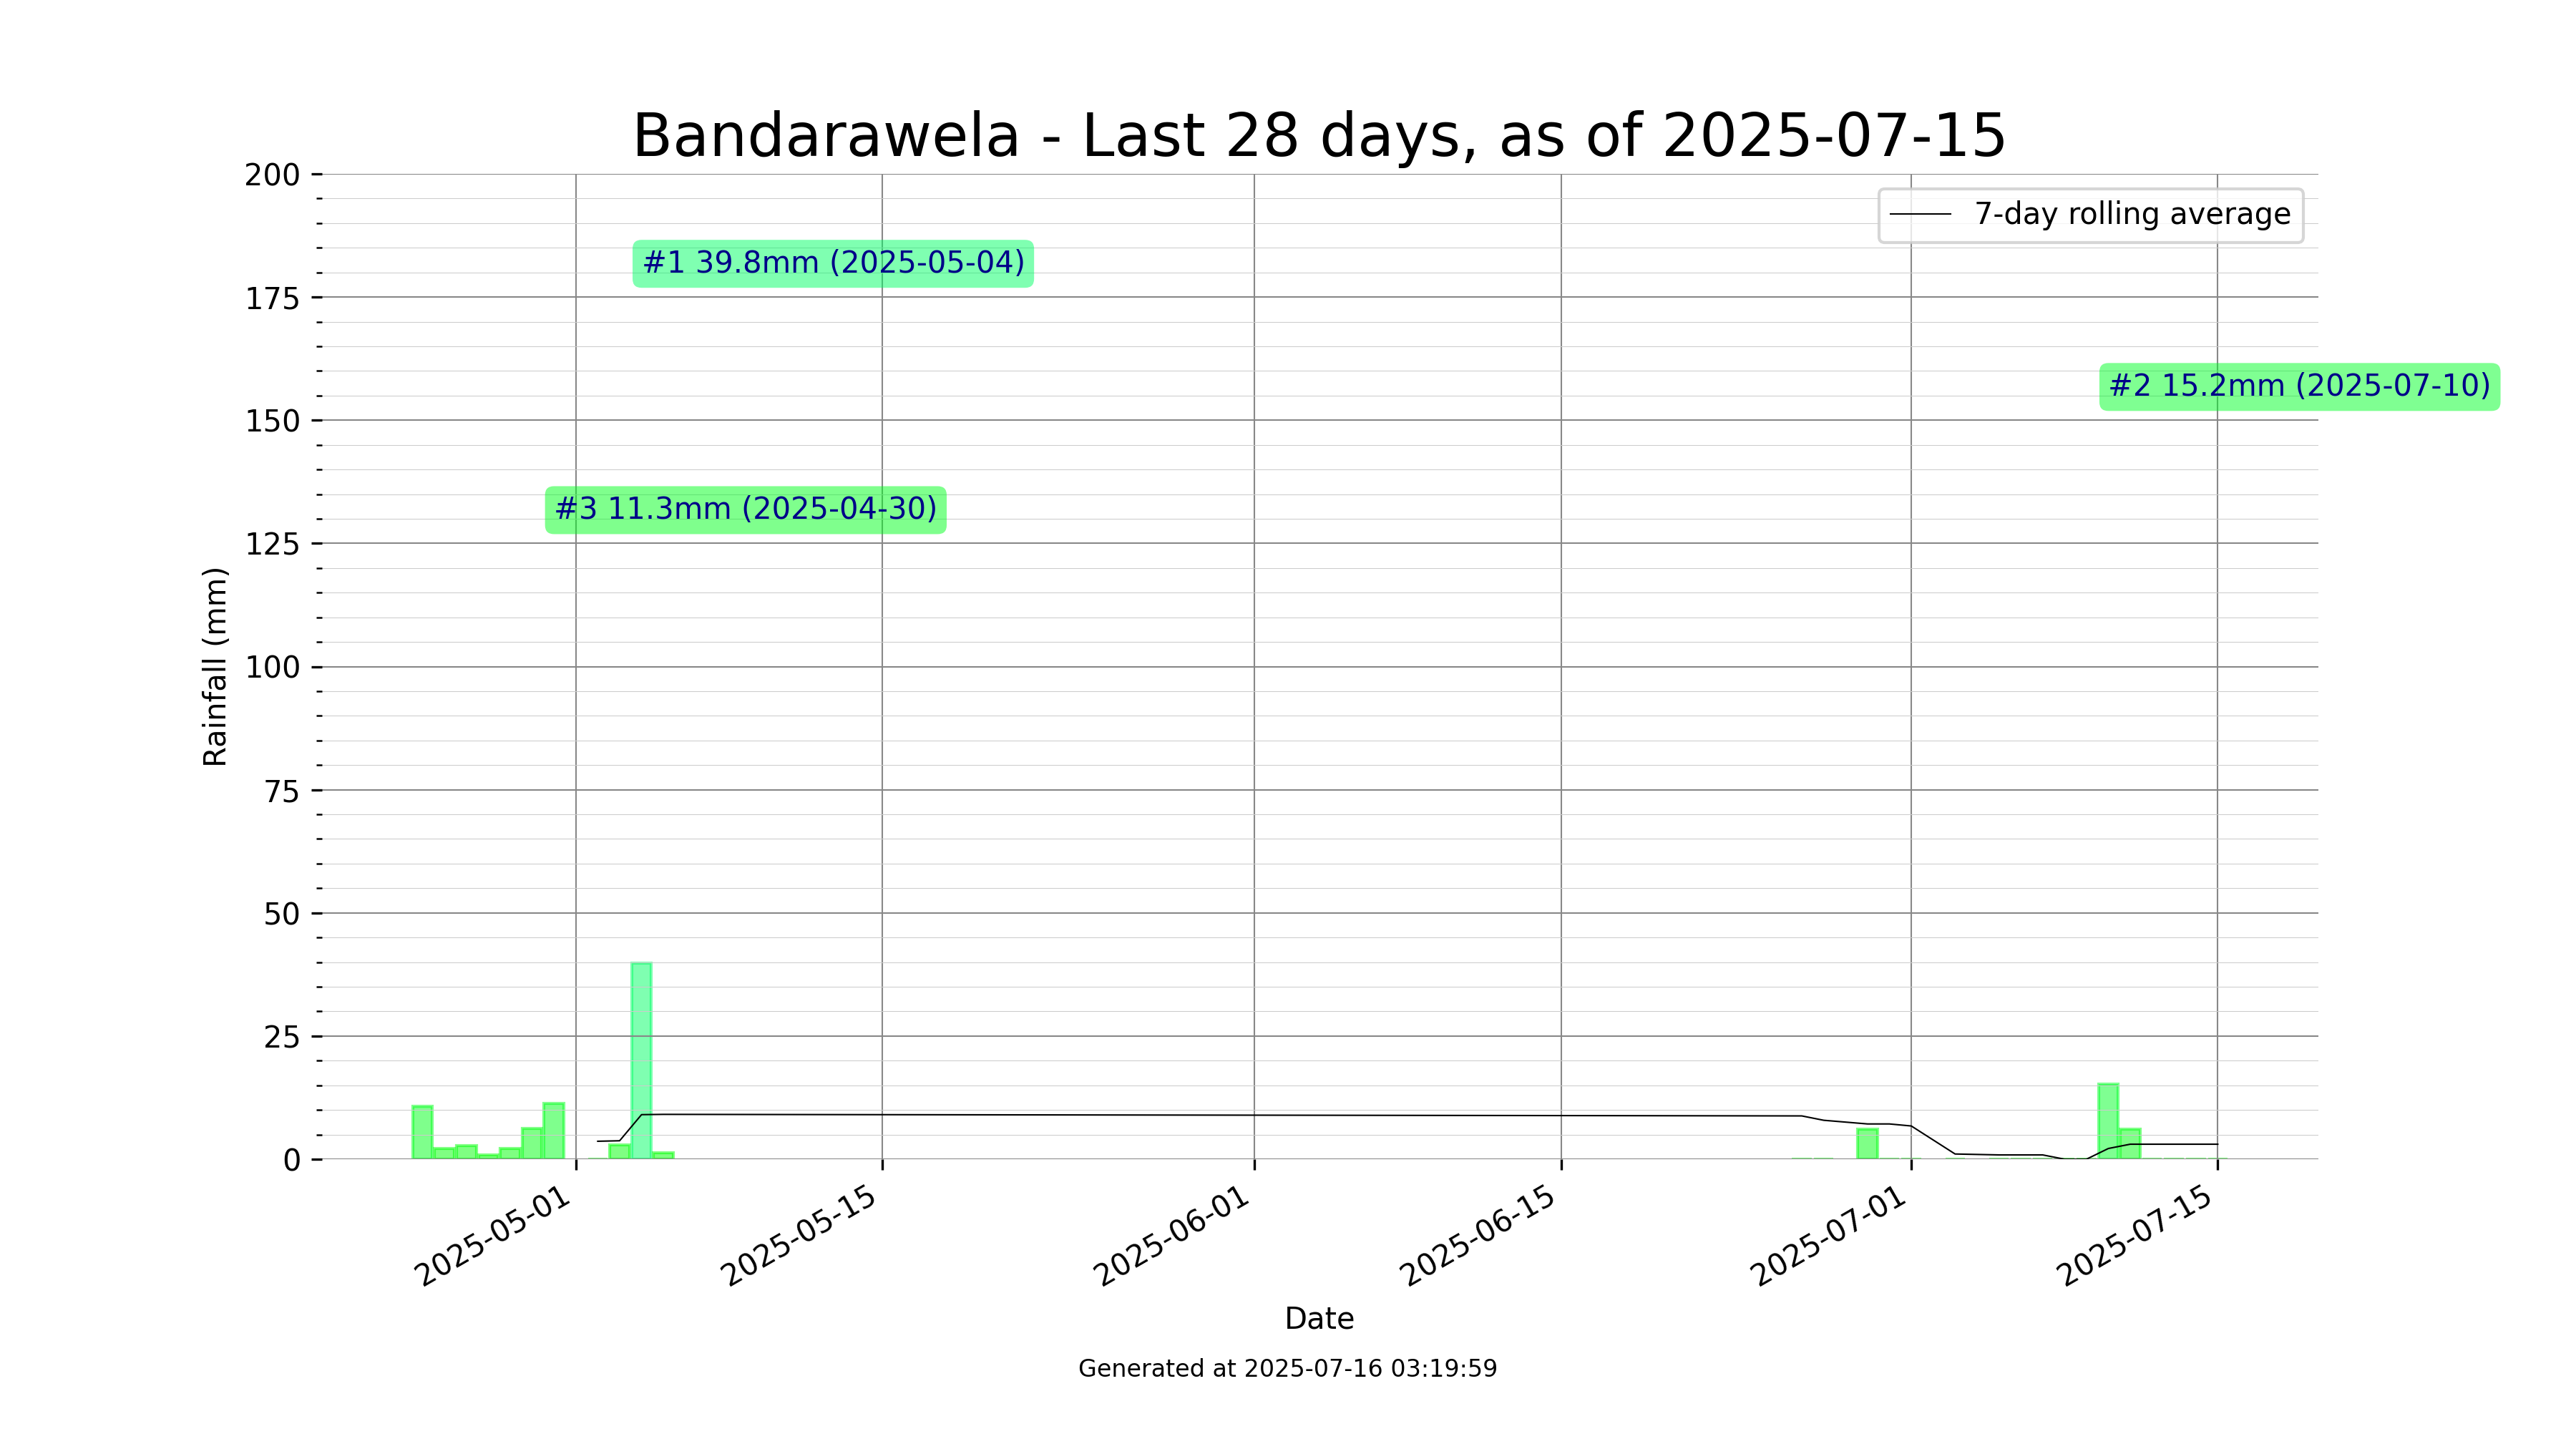 Bandarawela - Last 28 days, as of 2025-07-15
200
175
150
125
100
75
50
25
0
Rainfall (mm)
7-day rolling average
#1 39.8mm (2025-05-04)
#2 15.2mm (2025-07-10)
#3 11.3mm (2025-04-30)
2025-05-01
2025-05-15
2025-06-01
2025-06-15
2025-07-01
2025-07-15
Date
Generated at 2025-07-16 03:19:59